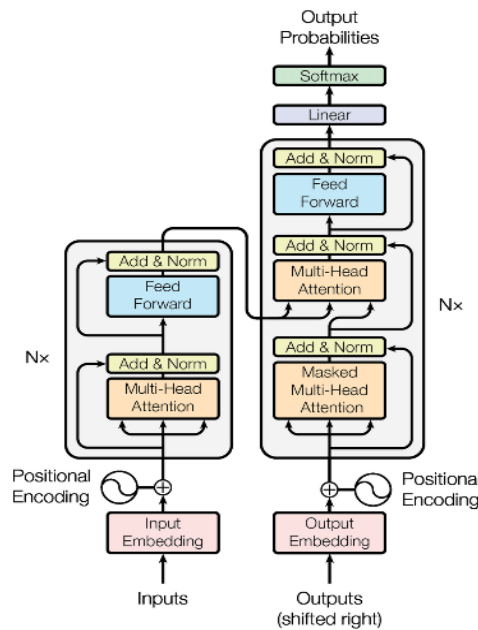 Output
Probabilities
Softmax
Linear
Add & Norm
Feed
Forward
Add & Norm
Multi-Head
Attention
Add & Norm
Masked
Multi-Head
Attention
N×
Positional
Encoding
Output
Embedding
Outputs
(shifted right)
Add & Norm
Feed
Forward
Add & Norm
Multi-Head
Attention
N×
Positional
Encoding
Input
Embedding
Inputs